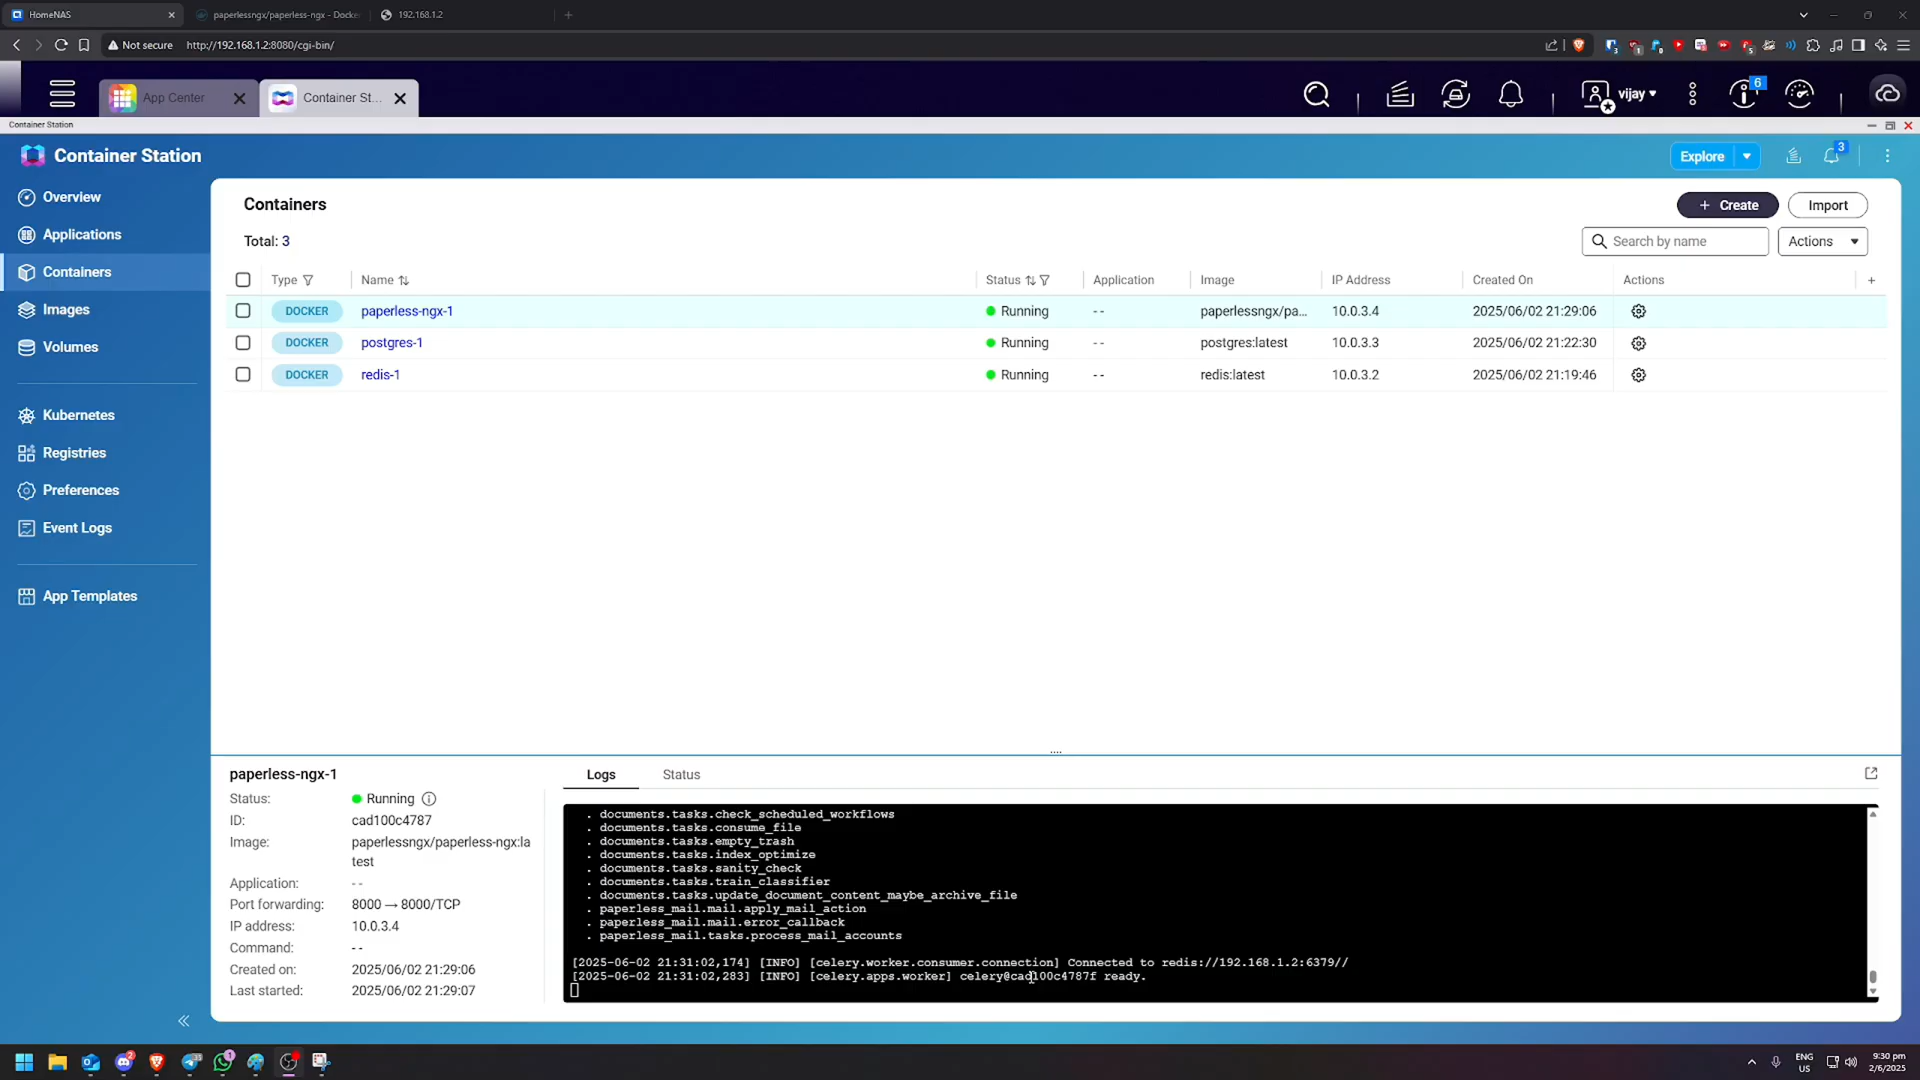 HomeNAS
paperlessngx/paperless-ngx - Docke
192.168.1.2
Not secure
http://192.168.1.2:8080/cgi-bin/
App Center
Container St...
vijay
6
Container Station
Container Station
Explore
3
Overview
Applications
Containers
Images
Volumes
Kubernetes
Registries
Preferences
Event Logs
App Templates
Containers
+ Create
Import
Total: 3
Search by name
Actions
Type
Name
Status
Application
Image
IP Address
Created On
Actions
+
DOCKER paperless-ngx-1 Running -- paperlessngx/pa... 10.0.3.4 2025/06/02 21:29:06
DOCKER postgres-1 Running -- postgres:latest 10.0.3.3 2025/06/02 21:22:30
DOCKER redis-1 Running -- redis:latest 10.0.3.2 2025/06/02 21:19:46
paperless-ngx-1
Status: Running
ID: cad100c4787
Image: paperlessngx/paperless-ngx:la
test
Application: --
Port forwarding: 8000 → 8000/TCP
IP address: 10.0.3.4
Command: --
Created on: 2025/06/02 21:29:06
Last started: 2025/06/02 21:29:07
Logs
Status
. documents.tasks.check_scheduled_workflows
. documents.tasks.consume_file
. documents.tasks.empty_trash
. documents.tasks.index_optimize
. documents.tasks.sanity_check
. documents.tasks.train_classifier
. documents.tasks.update_document_content_maybe_archive_file
. paperless_mail.mail.apply_mail_action
. paperless_mail.mail.error_callback
. paperless_mail.tasks.process_mail_accounts
[2025-06-02 21:31:02,174] [INFO] [celery.worker.consumer.connection] Connected to redis://192.168.1.2:6379//
[2025-06-02 21:31:02,283] [INFO] [celery.apps.worker] celery@cad100c4787f ready.
ENG
US
9:30 pm
2/6/2025